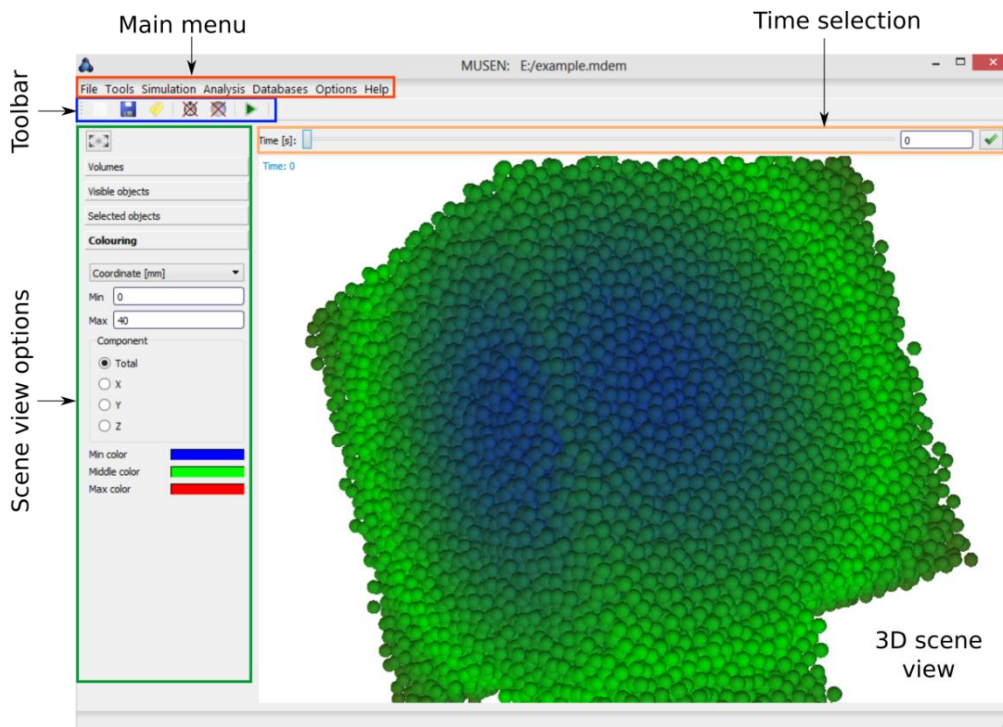 Main menu
Time selection
MUSEN: E:/example.mdem
File Tools Simulation Analysis Databases Options Help
Toolbar
Time [s]:
0
Time: 0
Volumes
Visible objects
Selected objects
Colouring
Coordinate [mm]
Min 0
Max 40
Component
Total
X
Y
Z
Min color
Middle color
Max color
Scene view options
3D scene
view